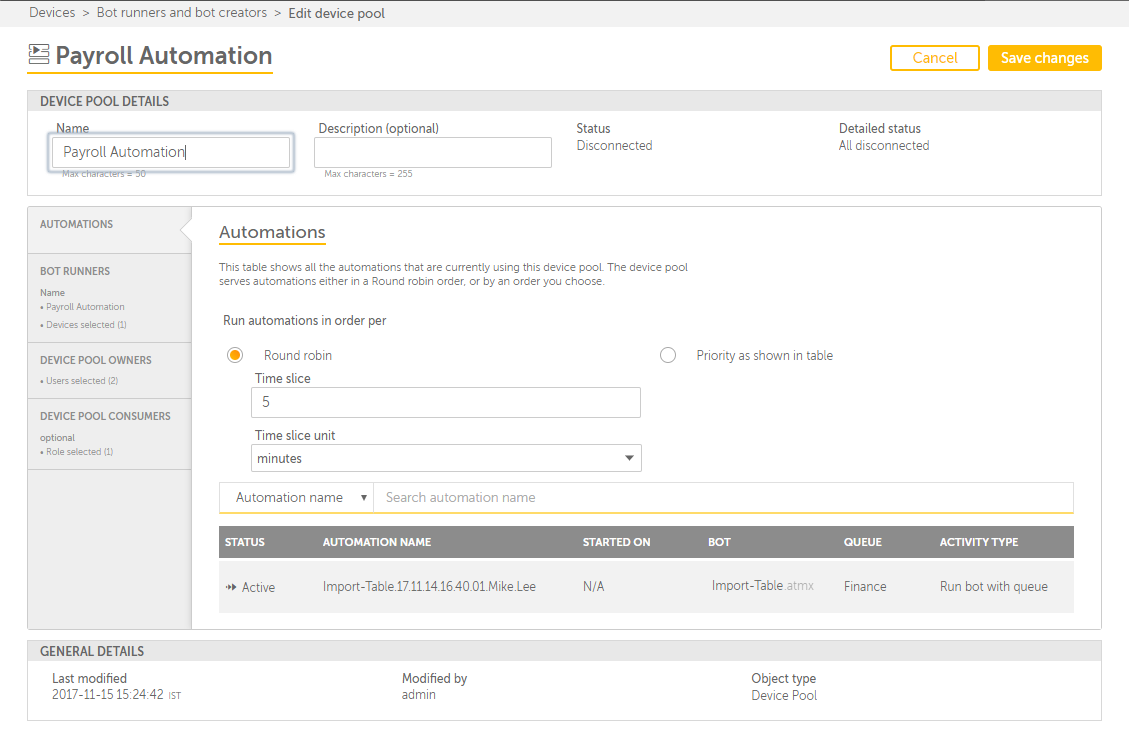 Devices > Bot runners and bot creators > Edit device pool
Payroll Automation
Cancel
Save changes
DEVICE POOL DETAILS
Name
Description (optional)
Status
Detailed status
Payroll Automation
Disconnected
All disconnected
Max characters = 50
Max characters = 255
AUTOMATIONS
BOT RUNNERS
Name
• Payroll Automation
• Devices selected (1)
DEVICE POOL OWNERS
• Users selected (2)
DEVICE POOL CONSUMERS
optional
• Role selected (1)
Automations
This table shows all the automations that are currently using this device pool. The device pool
serves automations either in a Round robin order, or by an order you choose.
Run automations in order per
Round robin
Priority as shown in table
Time slice
5
Time slice unit
minutes
Automation name
Search automation name
STATUS AUTOMATION NAME STARTED ON BOT QUEUE ACTIVITY TYPE
Active Import-Table.17.11.14.16.40.01.Mike.Lee N/A Import-Table.atmx Finance Run bot with queue
GENERAL DETAILS
Last modified
2017-11-15 15:24:42 IST
Modified by
admin
Object type
Device Pool